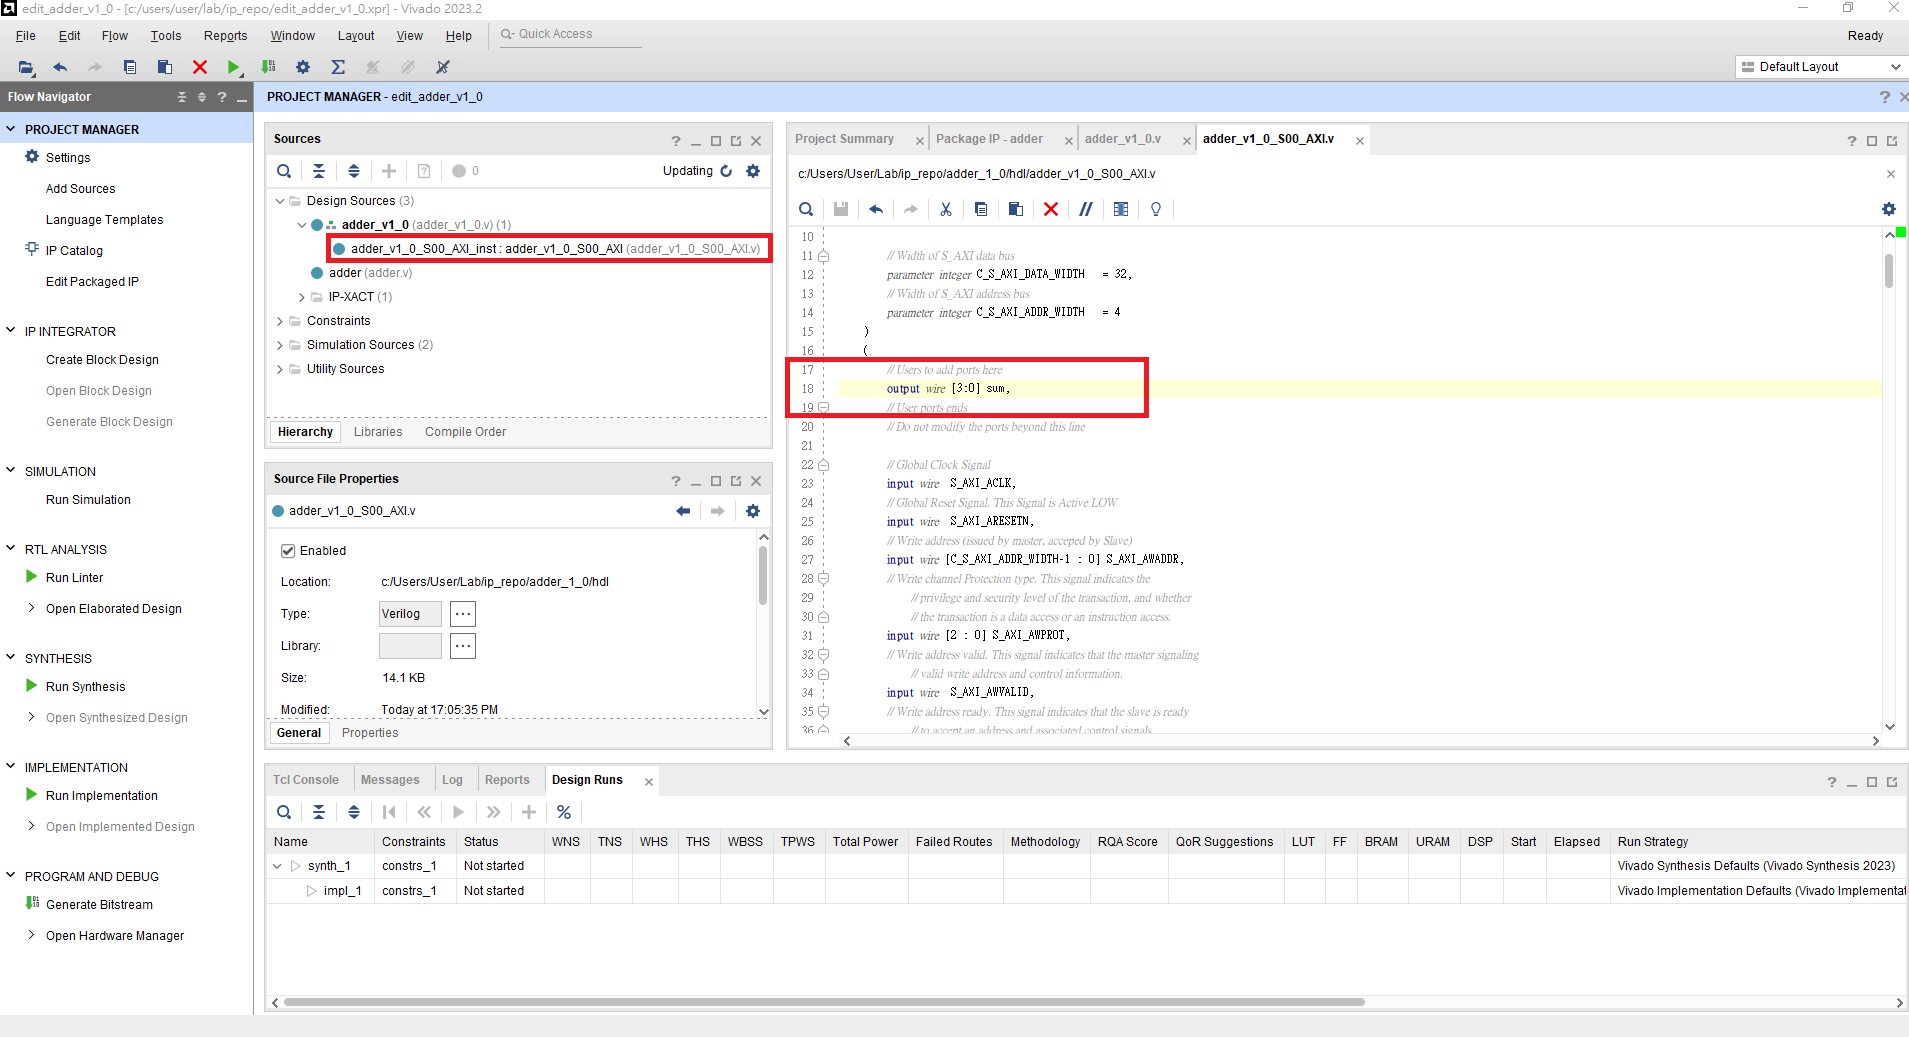 edit_adder_v1_0 - [c:/users/user/lab/ip_repo/edit_adder_v1_0.xpr] - Vivado 2023.2
File Edit Flow Tools Reports Window Layout View Help Quick Access
Ready
Default Layout
Flow Navigator
PROJECT MANAGER
Settings
Add Sources
Language Templates
IP Catalog
Edit Packaged IP
IP INTEGRATOR
Create Block Design
Open Block Design
Generate Block Design
SIMULATION
Run Simulation
RTL ANALYSIS
Run Linter
Open Elaborated Design
SYNTHESIS
Run Synthesis
Open Synthesized Design
IMPLEMENTATION
Run Implementation
Open Implemented Design
PROGRAM AND DEBUG
Generate Bitstream
Open Hardware Manager
PROJECT MANAGER - edit_adder_v1_0
Sources
0
Updating
Design Sources (3)
adder_v1_0 (adder_v1_0.v) (1)
adder_v1_0_S00_AXI_inst : adder_v1_0_S00_AXI (adder_v1_0_S00_AXI.v)
adder (adder.v)
IP-XACT (1)
Constraints
Simulation Sources (2)
Utility Sources
Hierarchy Libraries Compile Order
Source File Properties
adder_v1_0_S00_AXI.v
Enabled
Location: c:/Users/User/Lab/ip_repo/adder_1_0/hdl
Type: Verilog
Library:
Size: 14.1 KB
Modified: Today at 17:05:35 PM
General Properties
Project Summary Package IP - adder adder_v1_0.v adder_v1_0_S00_AXI.v
c:/Users/User/Lab/ip_repo/adder_1_0/hdl/adder_v1_0_S00_AXI.v
10
11 // Width of S_AXI data bus
12 parameter integer C_S_AXI_DATA_WIDTH = 32,
13 // Width of S_AXI address bus
14 parameter integer C_S_AXI_ADDR_WIDTH = 4
15 )
16 (
17 // Users to add ports here
18 output wire [3:0] sum,
19 // User ports ends
20 // Do not modify the ports beyond this line
21
22 // Global Clock Signal
23 input wire S_AXI_ACLK,
24 // Global Reset Signal. This Signal is Active LOW
25 input wire S_AXI_ARESETN,
26 // Write address (issued by master, acceped by Slave)
27 input wire [C_S_AXI_ADDR_WIDTH-1 : 0] S_AXI_AWADDR,
28 // Write channel Protection type. This signal indicates the
29 // privilege and security level of the transaction, and whether
30 // the transaction is a data access or an instruction access.
31 input wire [2 : 0] S_AXI_AWPROT,
32 // Write address valid. This signal indicates that the master signaling
33 // valid write address and control information.
34 input wire S_AXI_AWVALID,
35 // Write address ready. This signal indicates that the slave is ready
36 // to accept an address and associated control signals.
Tcl Console Messages Log Reports Design Runs
Name Constraints Status WNS TNS WHS THS WBSS TPWS Total Power Failed Routes Methodology RQA Score QoR Suggestions LUT FF BRAM URAM DSP Start Elapsed Run Strategy
synth_1 constrs_1 Not started Vivado Synthesis Defaults (Vivado Synthesis 2023)
impl_1 constrs_1 Not started Vivado Implementation Defaults (Vivado Implementat